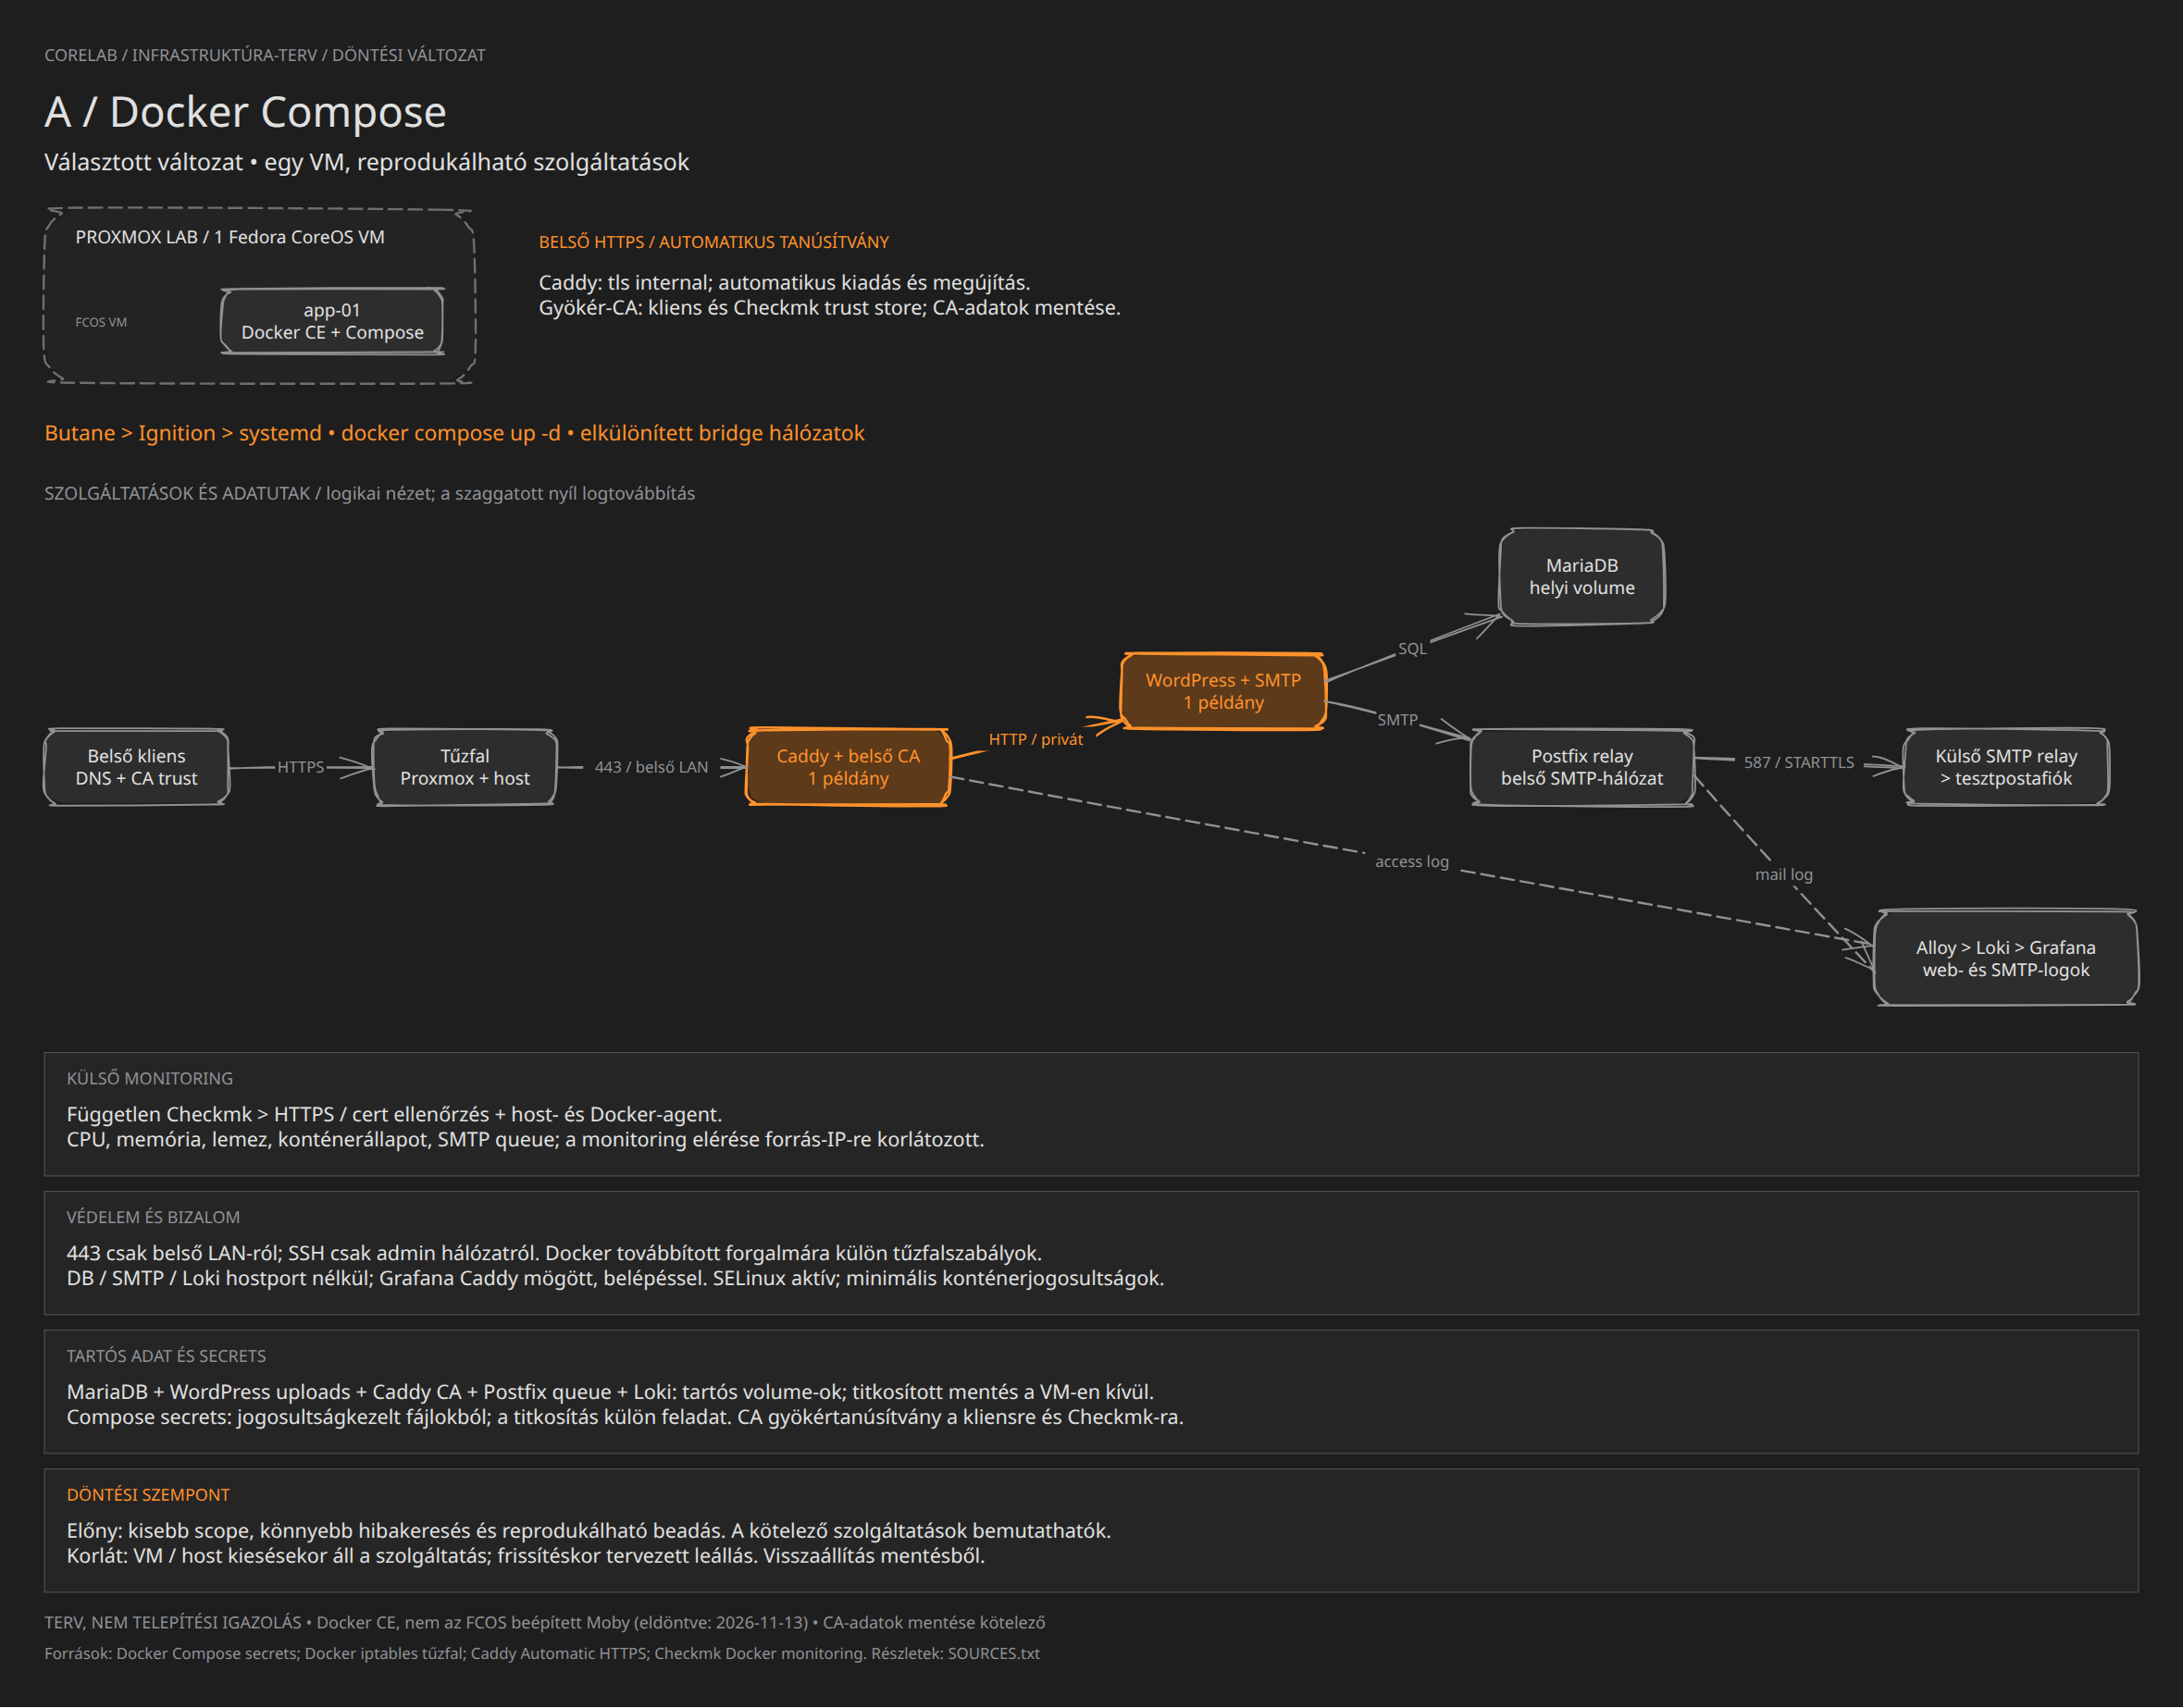 CORELAB / INFRASTRUKTÚRA-TERV / DÖNTÉSI VÁLTOZAT
A / Docker Compose
Választott változat • egy VM, reprodukálható szolgáltatások
PROXMOX LAB / 1 Fedora CoreOS VM
FCOS VM
app-01
Docker CE + Compose
BELSŐ HTTPS / AUTOMATIKUS TANÚSÍTVÁNY
Caddy: tls internal; automatikus kiadás és megújítás.
Gyökér-CA: kliens és Checkmk trust store; CA-adatok mentése.
Butane > Ignition > systemd • docker compose up -d • elkülönített bridge hálózatok
SZOLGÁLTATÁSOK ÉS ADATUTAK / logikai nézet; a szaggatott nyíl logtovábbítás
Belső kliens
DNS + CA trust
HTTPS
Tűzfal
Proxmox + host
443 / belső LAN
Caddy + belső CA
1 példány
HTTP / privát
WordPress + SMTP
1 példány
SQL
MariaDB
helyi volume
SMTP
Postfix relay
belső SMTP-hálózat
587 / STARTTLS
Külső SMTP relay
> tesztpostafiók
access log
mail log
Alloy > Loki > Grafana
web- és SMTP-logok
KÜLSŐ MONITORING
Független Checkmk > HTTPS / cert ellenőrzés + host- és Docker-agent.
CPU, memória, lemez, konténerállapot, SMTP queue; a monitoring elérése forrás-IP-re korlátozott.
VÉDELEM ÉS BIZALOM
443 csak belső LAN-ról; SSH csak admin hálózatról. Docker továbbított forgalmára külön tűzfalszabályok.
DB / SMTP / Loki hostport nélkül; Grafana Caddy mögött, belépéssel. SELinux aktív; minimális konténerjogosultságok.
TARTÓS ADAT ÉS SECRETS
MariaDB + WordPress uploads + Caddy CA + Postfix queue + Loki: tartós volume-ok; titkosított mentés a VM-en kívül.
Compose secrets: jogosultságkezelt fájlokból; a titkosítás külön feladat. CA gyökértanúsítvány a kliensre és Checkmk-ra.
DÖNTÉSI SZEMPONT
Előny: kisebb scope, könnyebb hibakeresés és reprodukálható beadás. A kötelező szolgáltatások bemutathatók.
Korlát: VM / host kiesésekor áll a szolgáltatás; frissítéskor tervezett leállás. Visszaállítás mentésből.
TERV, NEM TELEPÍTÉSI IGAZOLÁS • Docker CE, nem az FCOS beépített Moby (eldöntve: 2026-11-13) • CA-adatok mentése kötelező
Források: Docker Compose secrets; Docker iptables tűzfal; Caddy Automatic HTTPS; Checkmk Docker monitoring. Részletek: SOURCES.txt